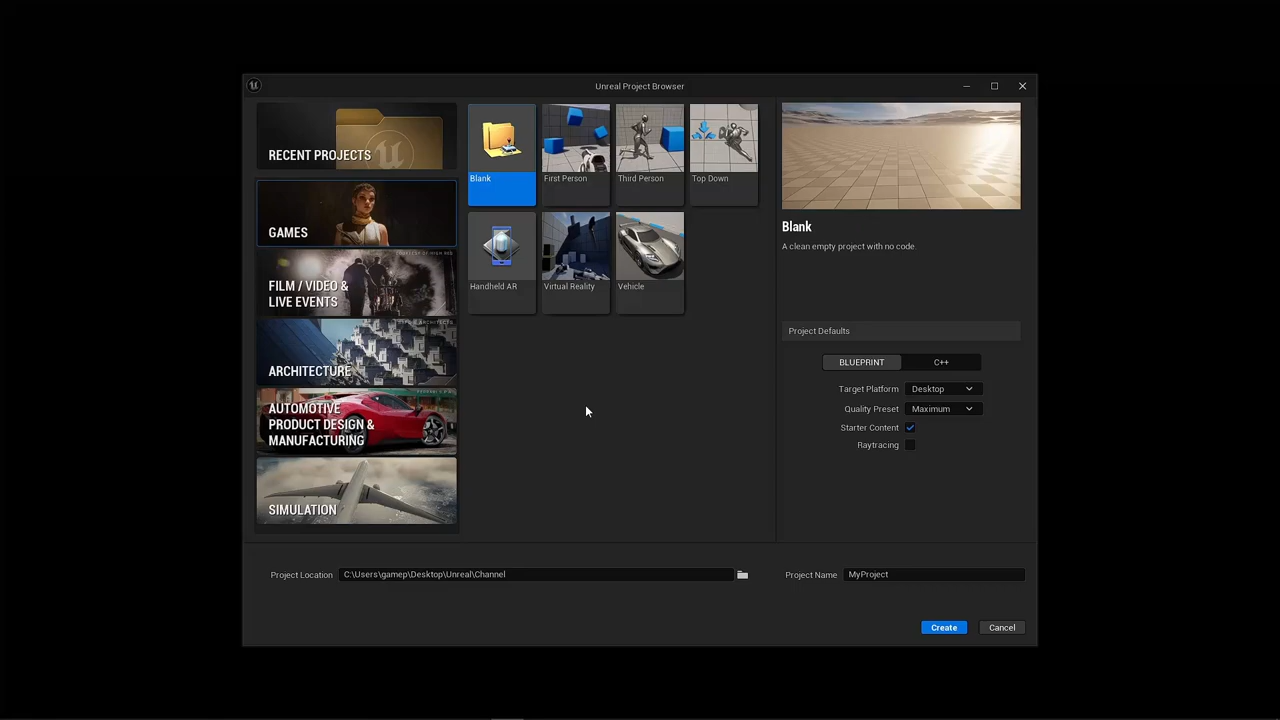 Unreal Project Browser
RECENT PROJECTS
GAMES
FILM / VIDEO &
LIVE EVENTS
ARCHITECTURE
AUTOMOTIVE
PRODUCT DESIGN &
MANUFACTURING
SIMULATION
Blank
First Person
Third Person
Top Down
Handheld AR
Virtual Reality
Vehicle
Blank
A clean empty project with no code.
Project Defaults
BLUEPRINT
C++
Target Platform
Desktop
Quality Preset
Maximum
Starter Content
Raytracing
Project Location
C:\Users\gamep\Desktop\Unreal\Channel
Project Name
MyProject
Create
Cancel